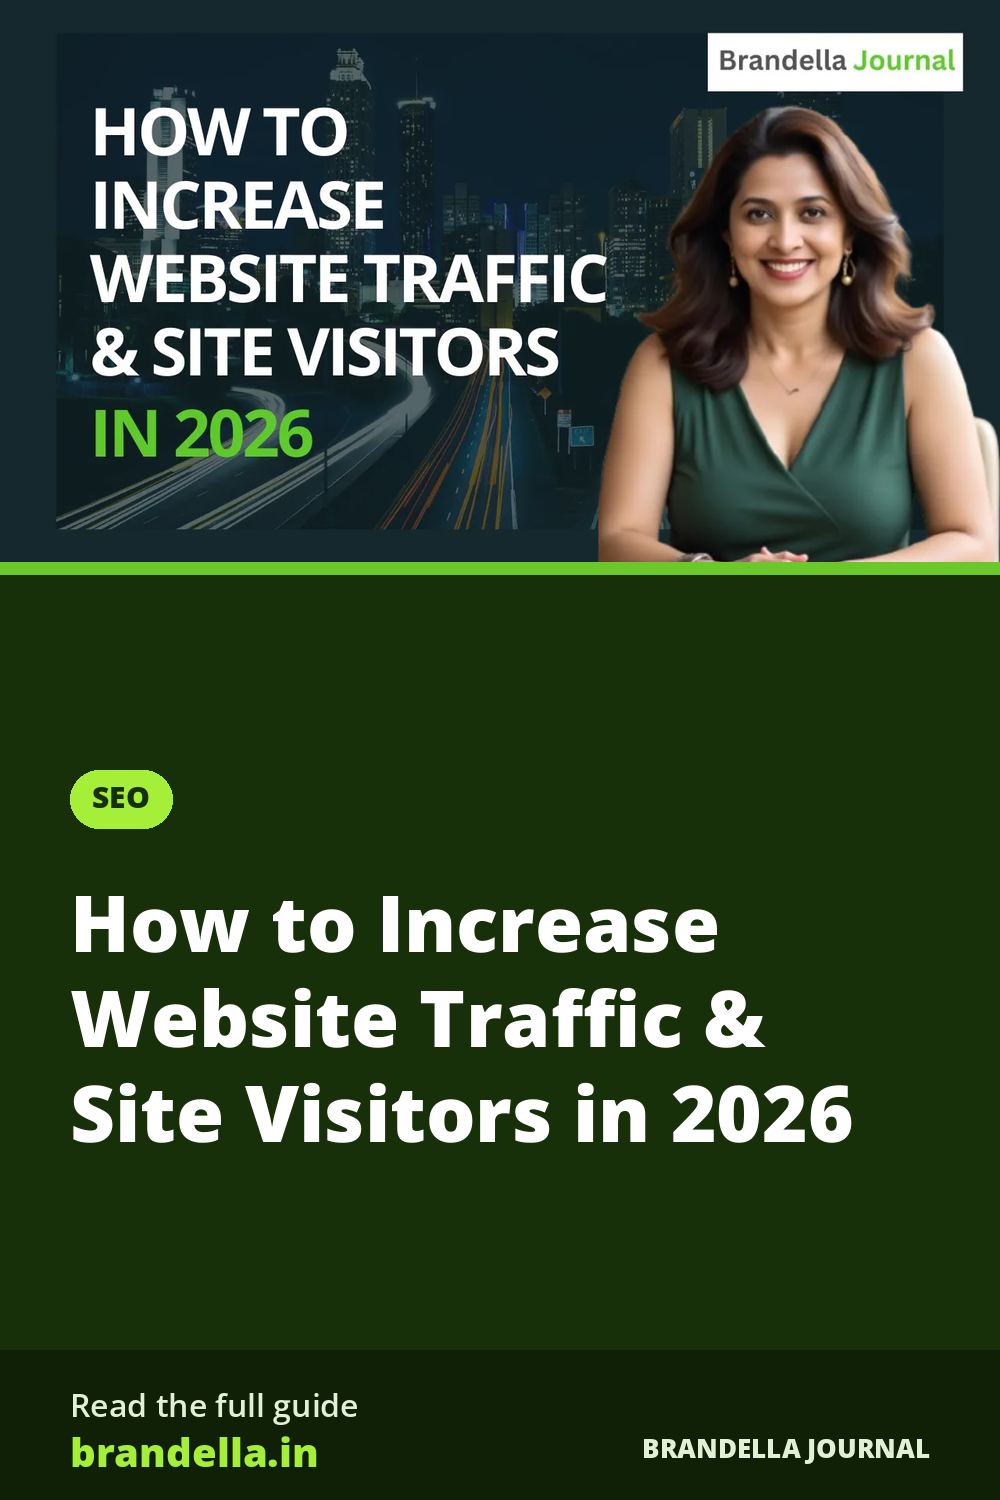 Brandella Journal
HOW TO
INCREASE
WEBSITE TRAFFIC
& SITE VISITORS
IN 2026
SEO
How to Increase
Website Traffic &
Site Visitors in 2026
Read the full guide
brandella.in
BRANDELLA JOURNAL